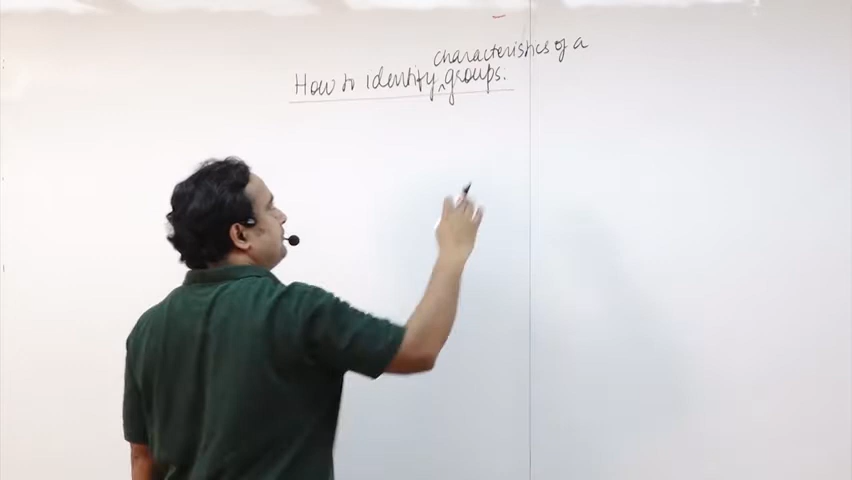 characteristics of a
How to identify ^ groups.